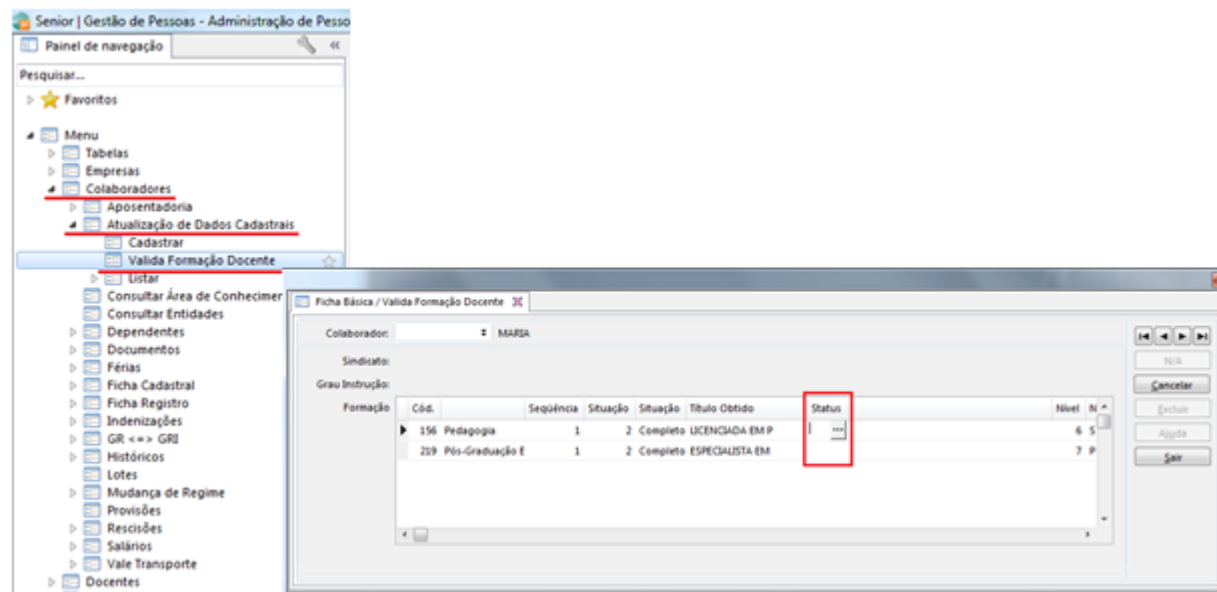 Senior | Gestão de Pessoas - Administração de Pesso
Painel de navegação
Pesquisar...
Favoritos
Menu
Tabelas
Empresas
Colaboradores
Aposentadoria
Atualização de Dados Cadastrais
Cadastrar
Valida Formação Docente
Listar
Consultar Área de Conhecimen
Consultar Entidades
Dependentes
Documentos
Férias
Ficha Cadastral
Ficha Registro
Indenizações
GR <=> GRI
Históricos
Lotes
Mudança de Regime
Provisões
Rescisões
Salários
Vale Transporte
Docentes
Ficha Básica / Valida Formação Docente
Colaborador: MARIA
Sindicato:
Grau Instrução:
Formação
Cód. Seqüência Situação Situação Título Obtido Status Nível N
156 Pedagogia 1 2 Completo LICENCIADA EM P ... 6 S
219 Pós-Graduação E 1 2 Completo ESPECIALISTA EM 7 P
N/A
Cancelar
Excluir
Ajuda
Sair